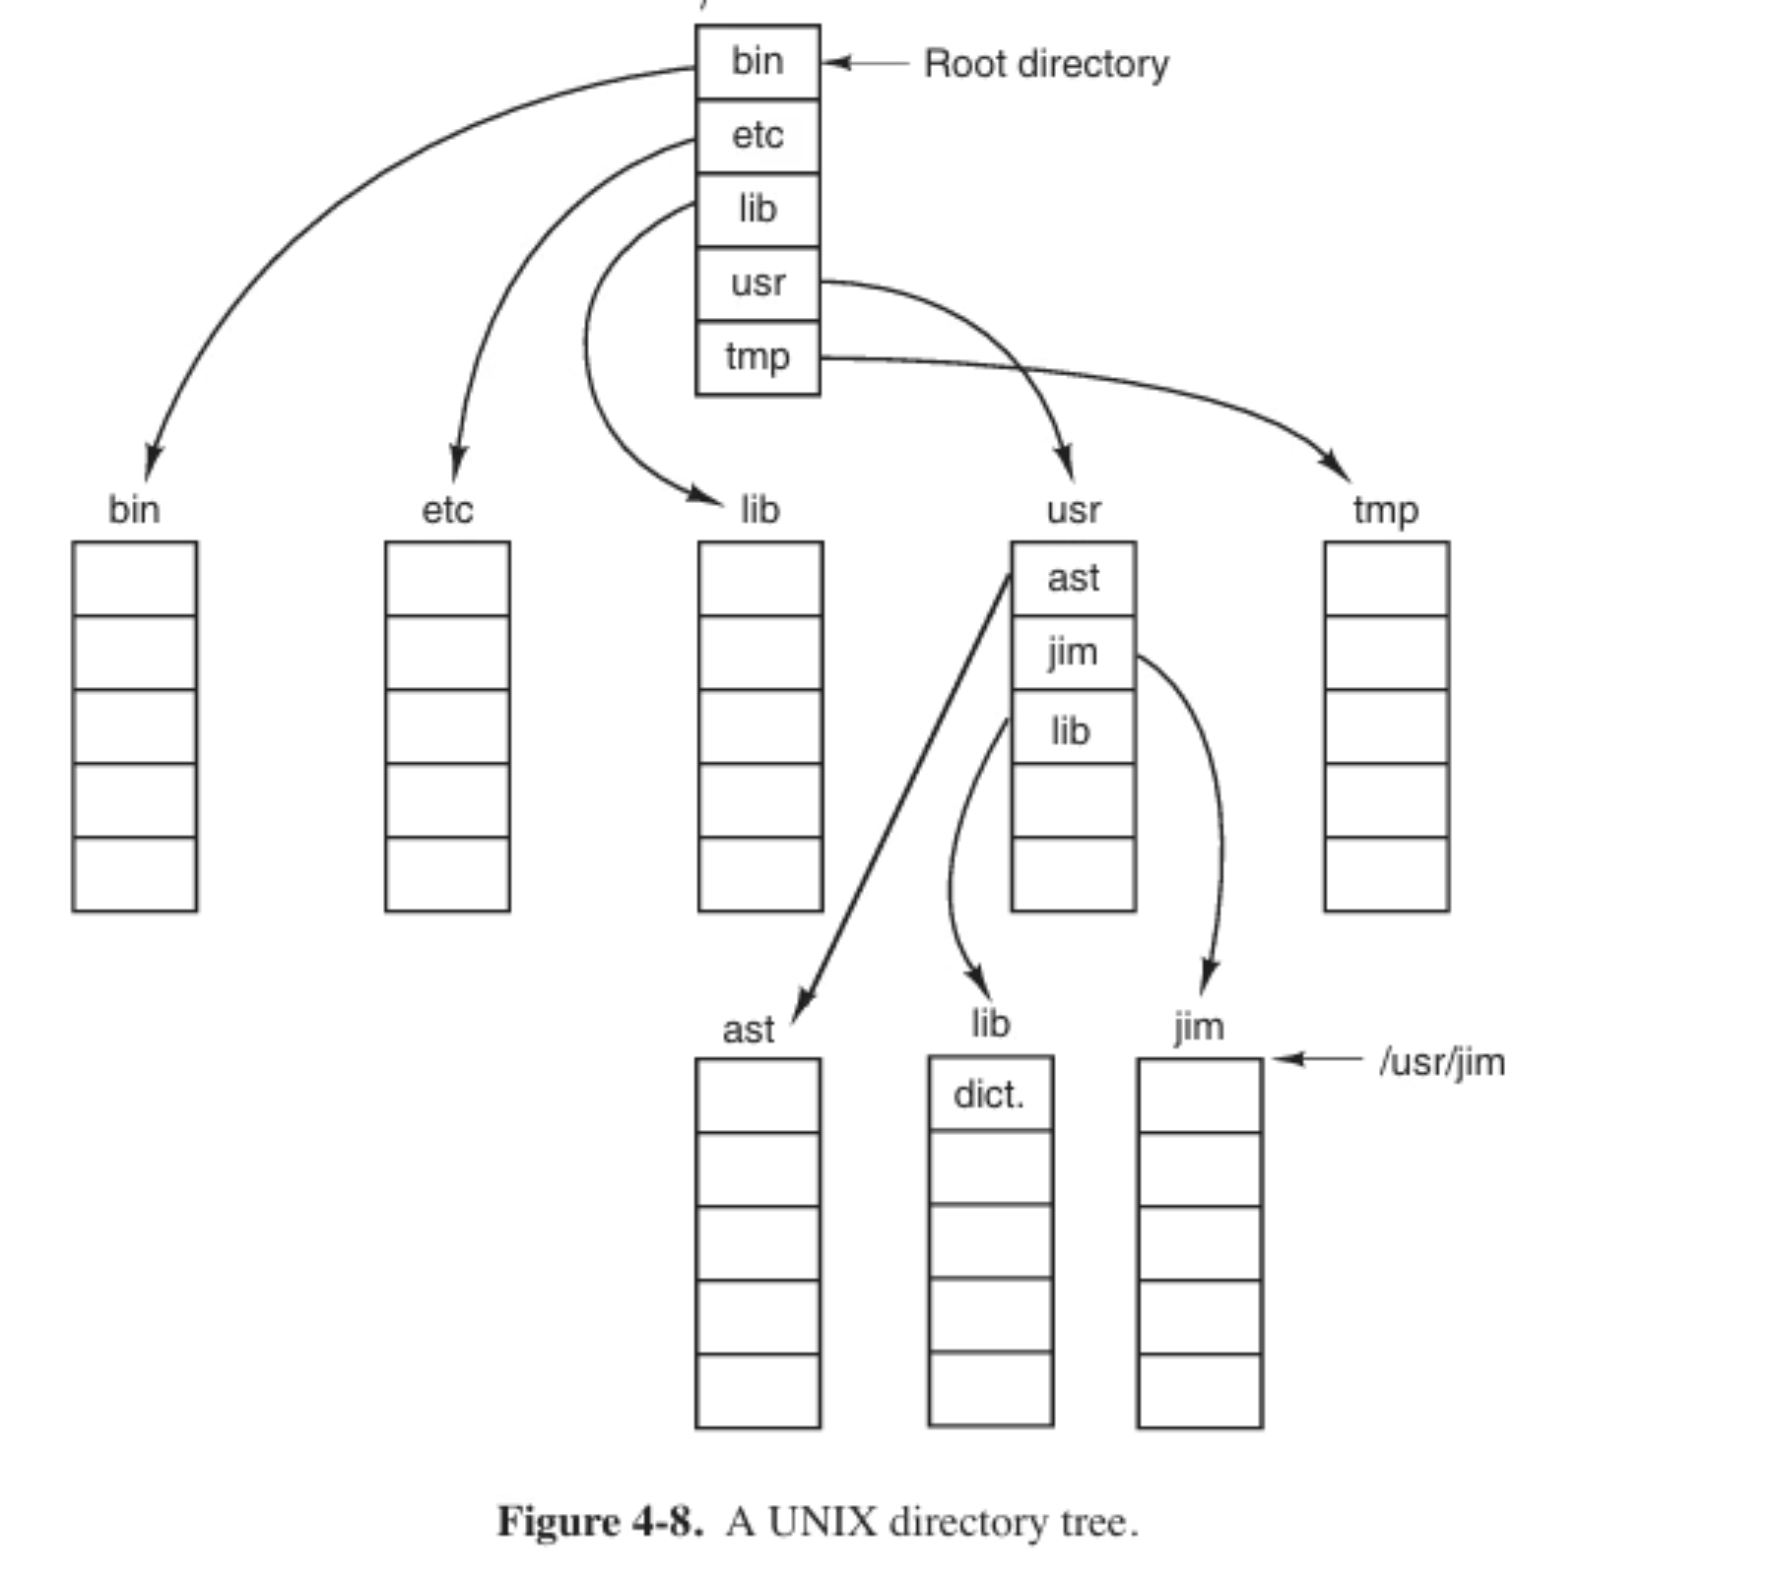 /
bin
Root directory
etc
lib
usr
tmp
bin
etc
lib
usr
tmp
ast
jim
lib
ast
lib
jim
/usr/jim
dict.
Figure 4-8. A UNIX directory tree.